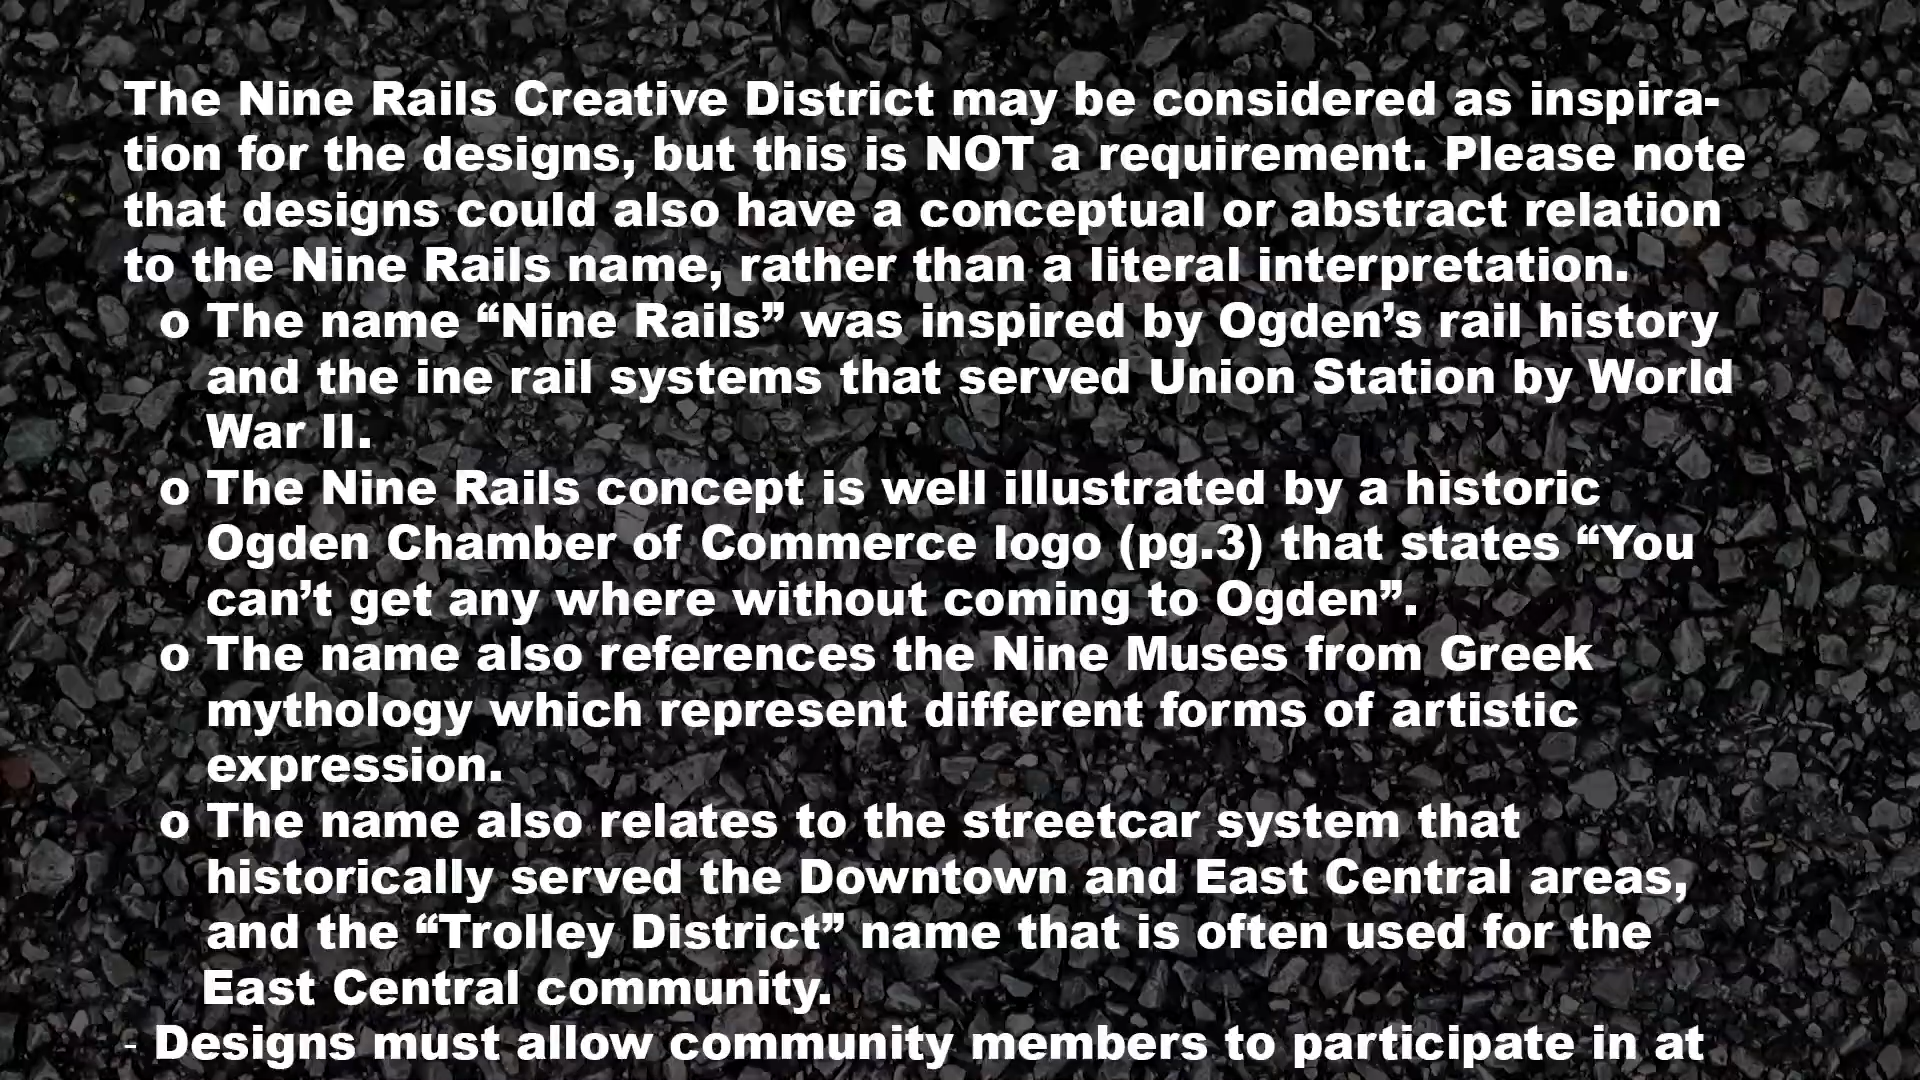 The Nine Rails Creative District may be considered as inspira-
tion for the designs, but this is NOT a requirement. Please note
that designs could also have a conceptual or abstract relation
to the Nine Rails name, rather than a literal interpretation.
o The name “Nine Rails” was inspired by Ogden’s rail history
and the ine rail systems that served Union Station by World
War II.
o The Nine Rails concept is well illustrated by a historic
Ogden Chamber of Commerce logo (pg.3) that states “You
can’t get any where without coming to Ogden”.
o The name also references the Nine Muses from Greek
mythology which represent different forms of artistic
expression.
o The name also relates to the streetcar system that
historically served the Downtown and East Central areas,
and the “Trolley District” name that is often used for the
East Central community.
- Designs must allow community members to participate in at